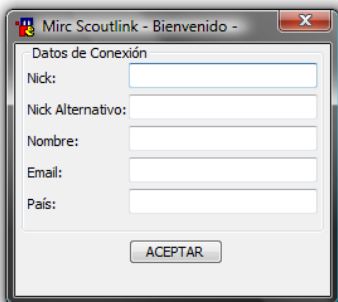 Mirc Scoutlink - Bienvenido -
Datos de Conexión
Nick:
Nick Alternativo:
Nombre:
Email:
País:
ACEPTAR